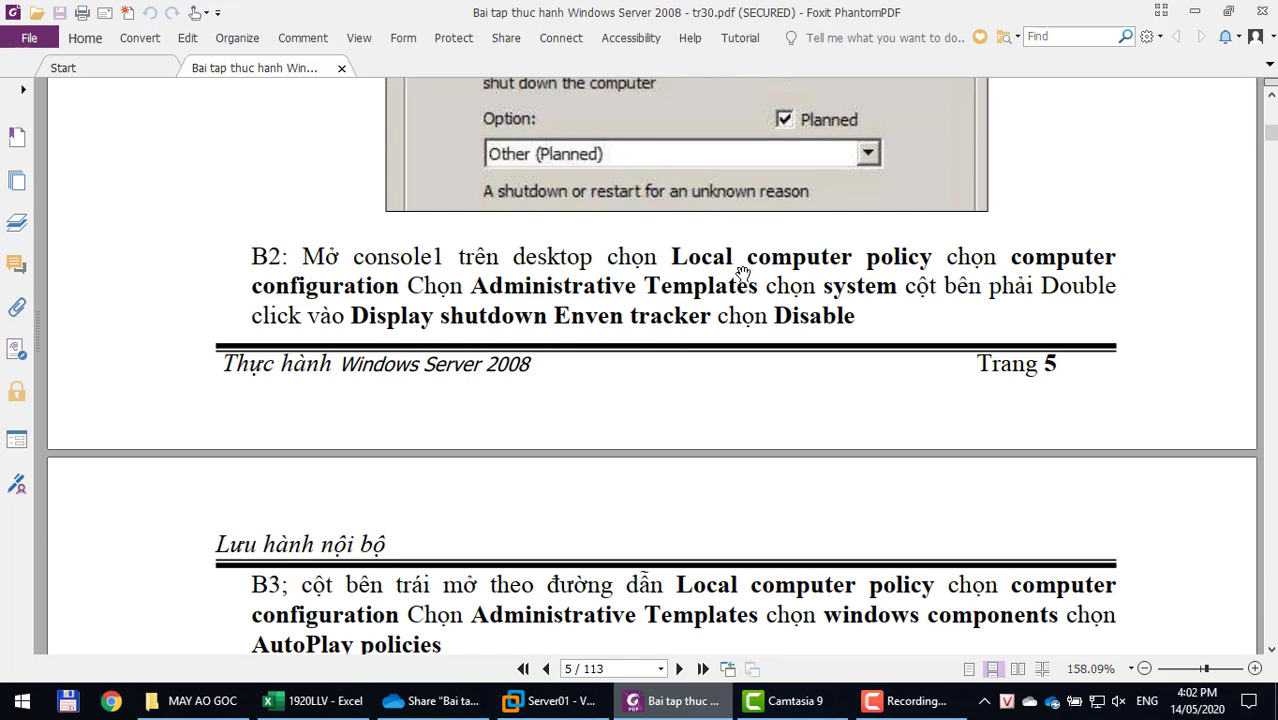 Bai tap thuc hanh Windows Server 2008 - tr30.pdf (SECURED) - Foxit PhantomPDF
File Home Convert Edit Organize Comment View Form Protect Share Connect Accessibility Help Tutorial Tell me what you want to do.. Find
Start Bai tap thuc hanh Win...
shut down the computer
Option: Planned
Other (Planned)
A shutdown or restart for an unknown reason
B2: Mở console1 trên desktop chọn Local computer policy chọn computer
configuration Chọn Administrative Templates chọn system cột bên phải Double
click vào Display shutdown Enven tracker chọn Disable
Thực hành Windows Server 2008 Trang 5
Lưu hành nội bộ
B3; cột bên trái mở theo đường dẫn Local computer policy chọn computer
configuration Chọn Administrative Templates chọn windows components chọn
AutoPlay policies
5 / 113 158.09%
MAY AO GOC 1920LLV - Excel Share "Bai ta... Server01 - V... Bai tap thuc ... Camtasia 9 Recording... ENG 4:02 PM
14/05/2020